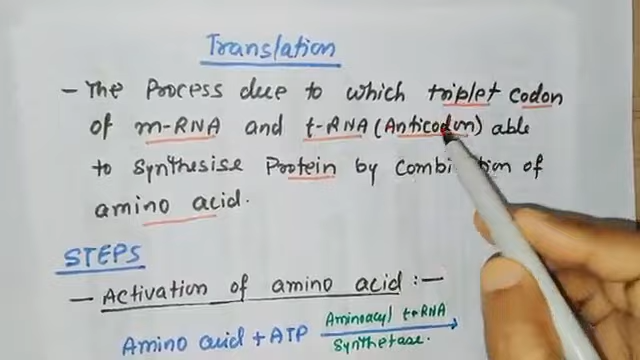 Translation
- The Process due to which triplet codon
of m-RNA and t-RNA (Anticodon) able
to synthesise Protein by combination of
amino acid.
STEPS
- Activation of amino acid :-
Amino acid + ATP Aminoacyl t-RNA
Synthetase.